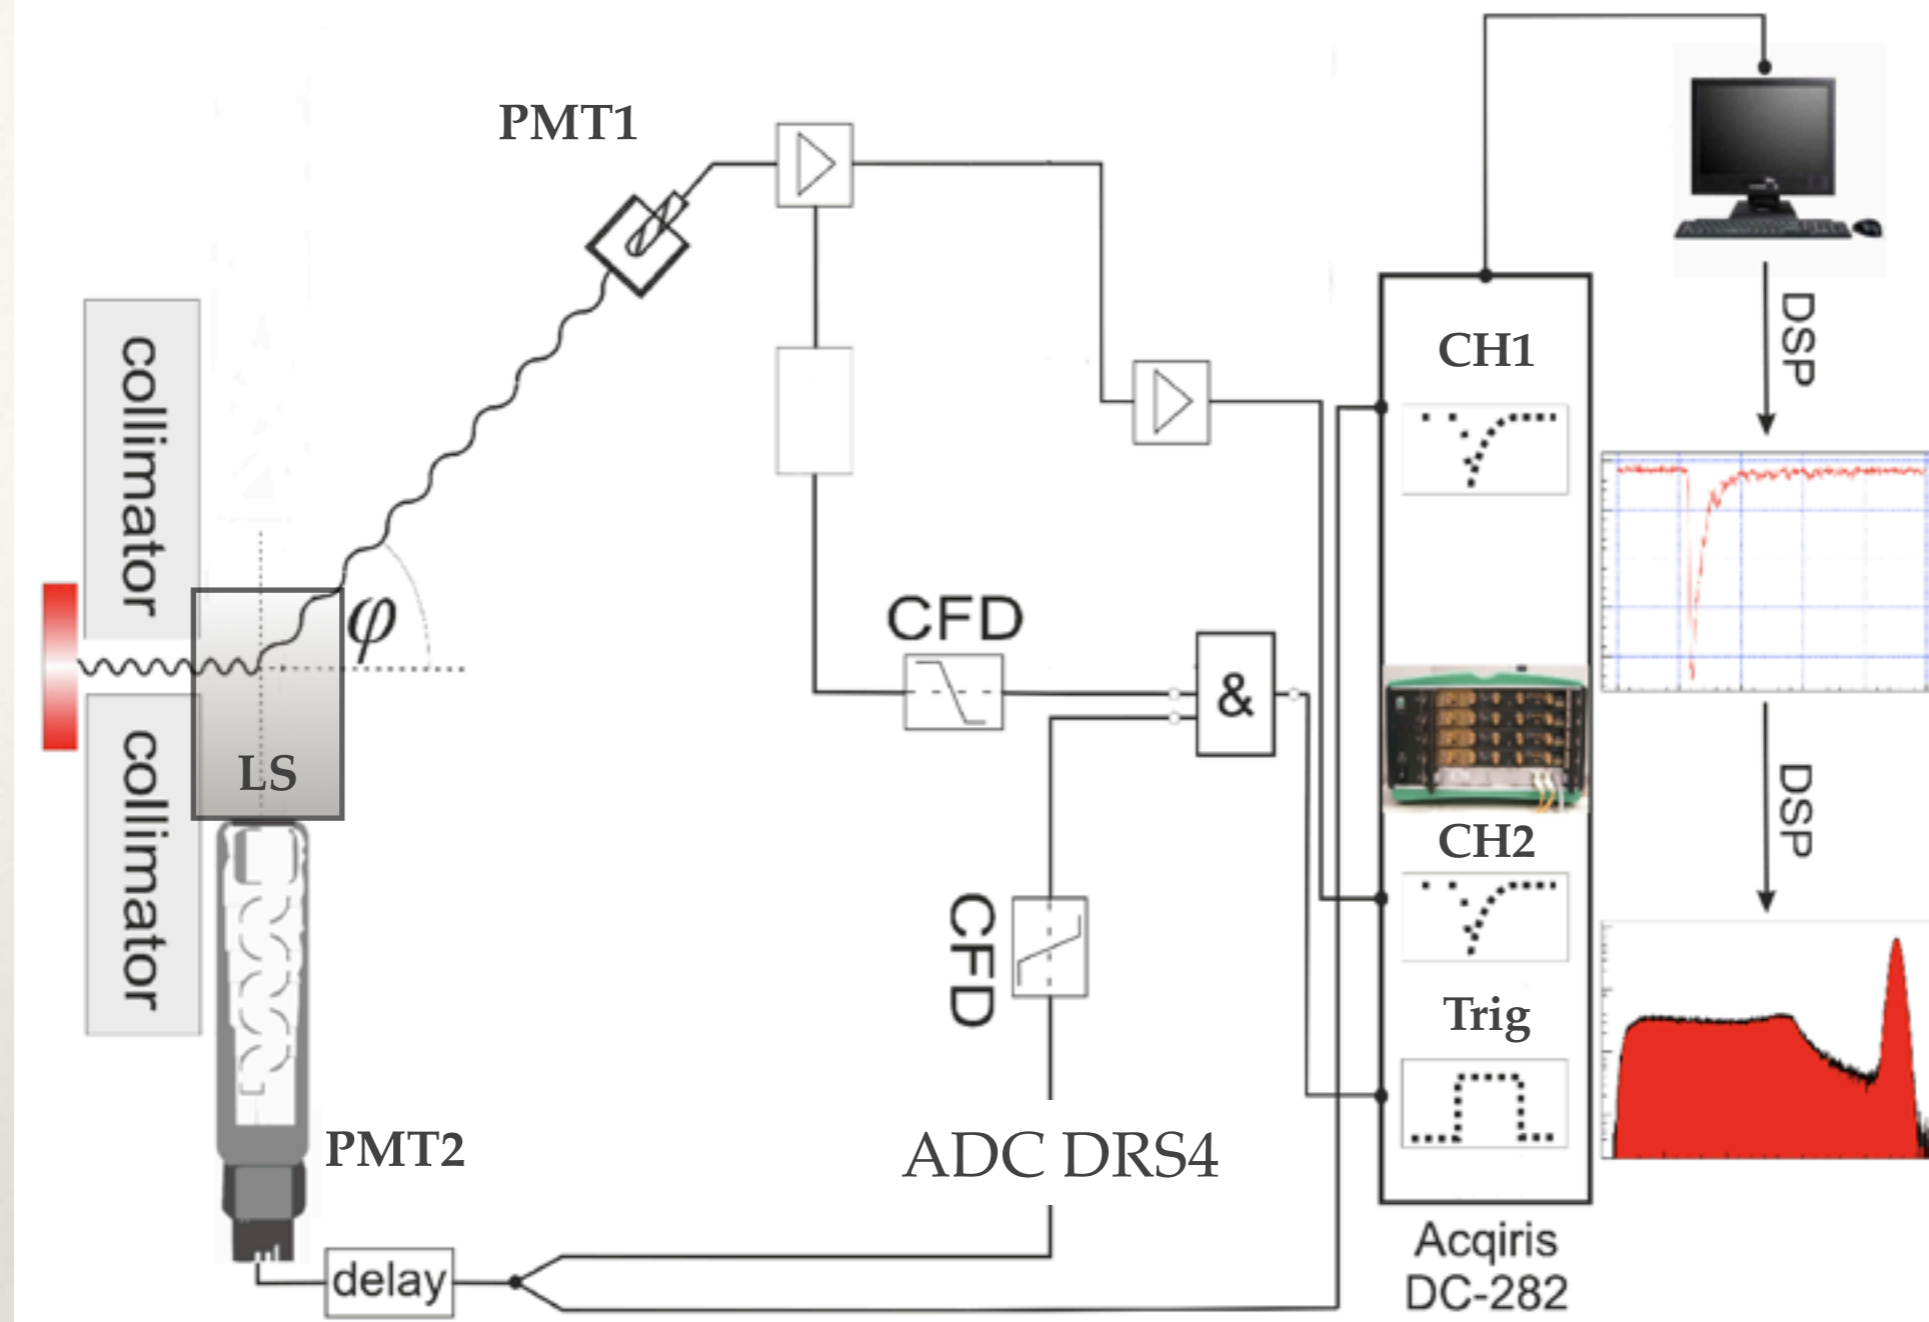 PMT1
collimator
φ
LS
collimator
PMT2
delay
CFD
&
CFD
ADC DRS4
CH1
CH2
Trig
Acqiris
DC-282
DSP
DSP